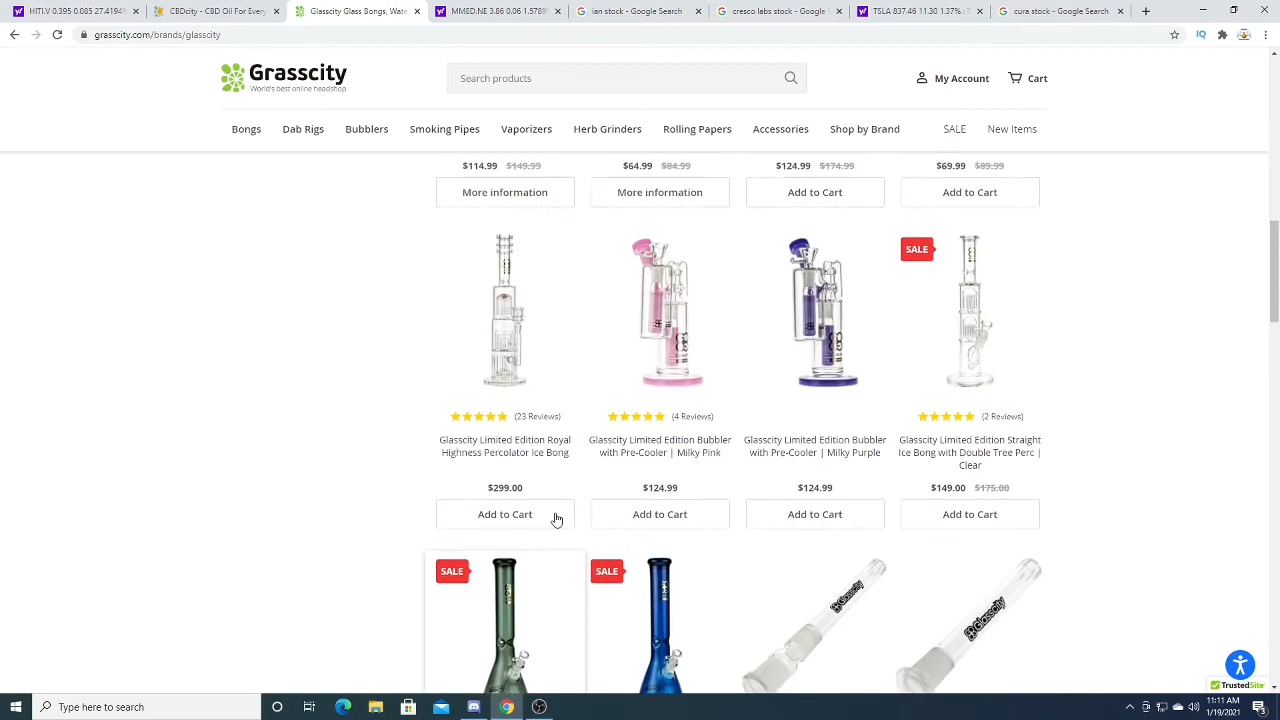 HITI.V 0.395 0.085 27.4194
CBDcity - CBD Oil For Everyo
Glasscity Glass Bongs, Wate
MMED.NE 3.86 0.06 1.5789
cresco labs stock - Google S
TSLA 837.46 11.30 1.37% : T
cura stock - Google Search
grasscity.com/brands/glasscity
IQ
Grasscity
World's best online headshop
Search products
My Account
Cart
Bongs Dab Rigs Bubblers Smoking Pipes Vaporizers Herb Grinders Rolling Papers Accessories Shop by Brand SALE New Items
$114.99 $149.99 $64.99 $84.99 $124.99 $174.99 $69.99 $89.99
More information More information Add to Cart Add to Cart
SALE
(23 Reviews) (4 Reviews) (2 Reviews)
Glasscity Limited Edition Royal
Highness Percolator Ice Bong
Glasscity Limited Edition Bubbler
with Pre-Cooler | Milky Pink
Glasscity Limited Edition Bubbler
with Pre-Cooler | Milky Purple
Glasscity Limited Edition Straight
Ice Bong with Double Tree Perc |
Clear
$299.00 $124.99 $124.99 $149.00 $175.00
Add to Cart Add to Cart Add to Cart Add to Cart
SALE SALE
Glasscity
Glasscity
TrustedSite
Type here to search
11:11 AM
1/19/2021